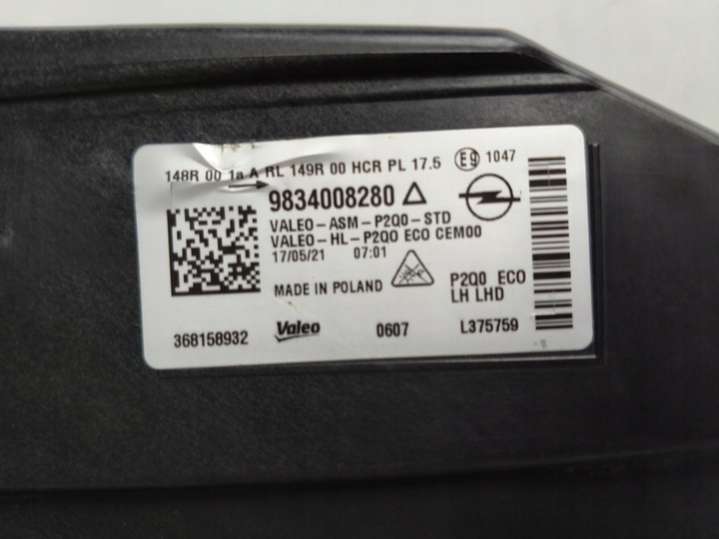 148R 00 1a A RL 149R 00 HCR PL 17.5 E9 1047
9834008280
VALEO-ASM-P2Q0-STD
VALEO-HL-P2QO ECO CEM00
17/05/21 07:01
MADE IN POLAND
P2Q0 ECO
LH LHD
368158932 Valeo 0607 L375759